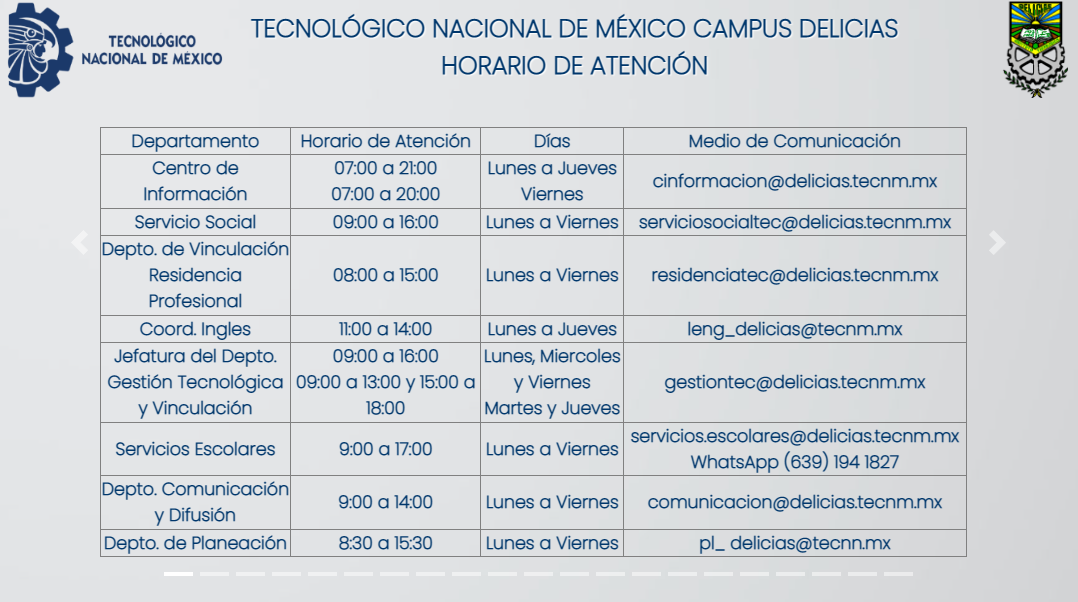 TECNOLÓGICO
NACIONAL DE MÉXICO
TECNOLÓGICO NACIONAL DE MÉXICO CAMPUS DELICIAS
HORARIO DE ATENCIÓN
DELICIAS
Departamento Horario de Atención Días Medio de Comunicación
Centro de Información 07:00 a 21:00 07:00 a 20:00 Lunes a Jueves Viernes cinformacion@delicias.tecnm.mx
Servicio Social 09:00 a 16:00 Lunes a Viernes serviciosocialtec@delicias.tecnm.mx
Depto. de Vinculación Residencia Profesional 08:00 a 15:00 Lunes a Viernes residenciatec@delicias.tecnm.mx
Coord. Ingles 11:00 a 14:00 Lunes a Jueves leng_delicias@tecnm.mx
Jefatura del Depto. Gestión Tecnológica y Vinculación 09:00 a 16:00 09:00 a 13:00 y 15:00 a 18:00 Lunes, Miercoles y Viernes Martes y Jueves gestiontec@delicias.tecnm.mx
Servicios Escolares 9:00 a 17:00 Lunes a Viernes servicios.escolares@delicias.tecnm.mx WhatsApp (639) 194 1827
Depto. Comunicación y Difusión 9:00 a 14:00 Lunes a Viernes comunicacion@delicias.tecnm.mx
Depto. de Planeación 8:30 a 15:30 Lunes a Viernes pl_ delicias@tecnn.mx